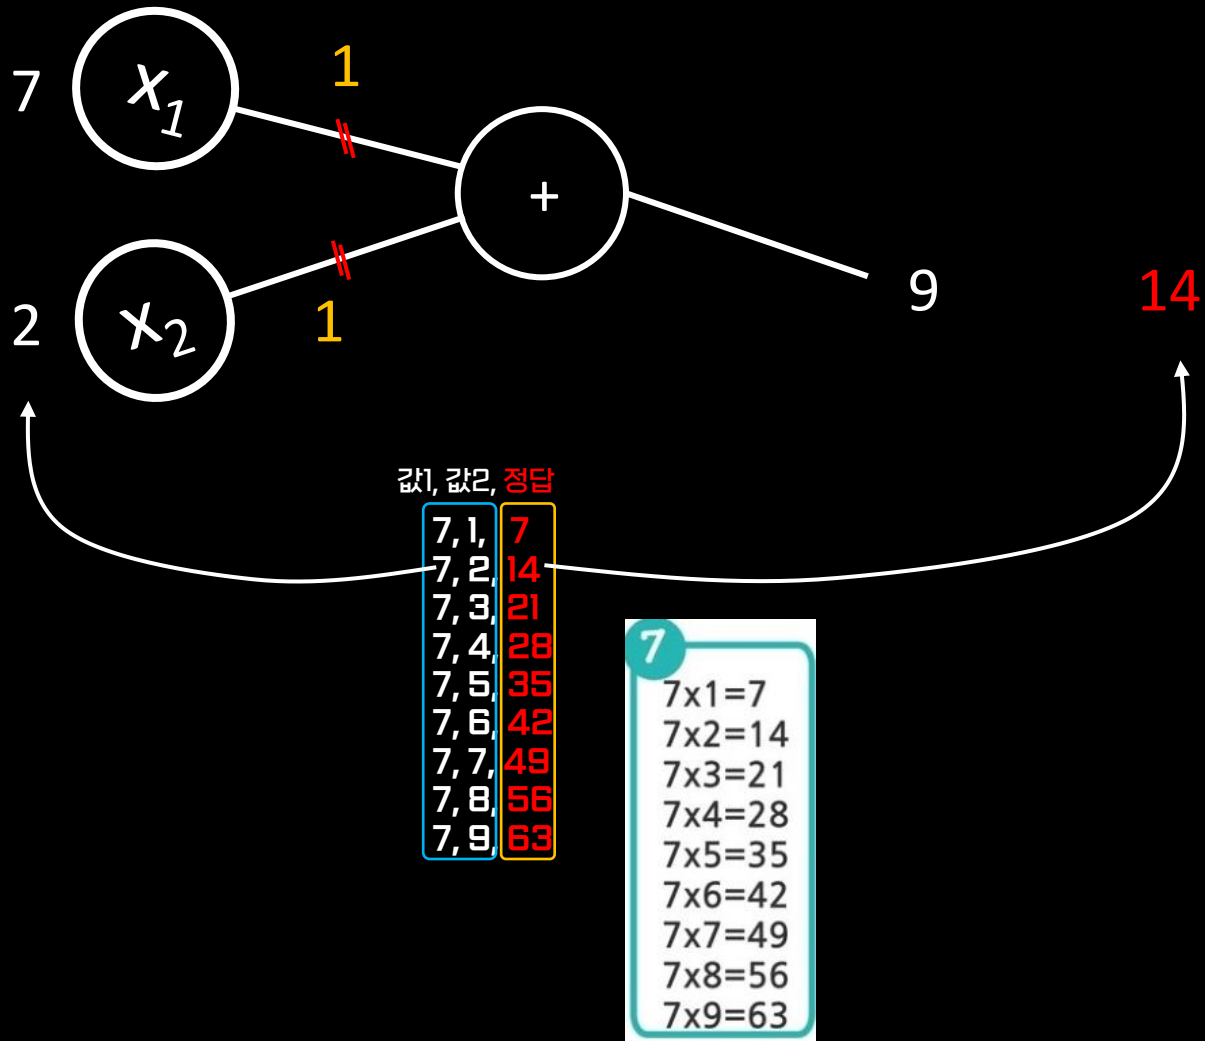 1
7 x1
+
9 14
2 x2
1
값1, 값2, 정답
7, 1, 7
7, 2, 14
7, 3, 21
7, 4, 28
7, 5, 35
7, 6, 42
7, 7, 49
7, 8, 56
7, 9, 63
7
7x1=7
7x2=14
7x3=21
7x4=28
7x5=35
7x6=42
7x7=49
7x8=56
7x9=63